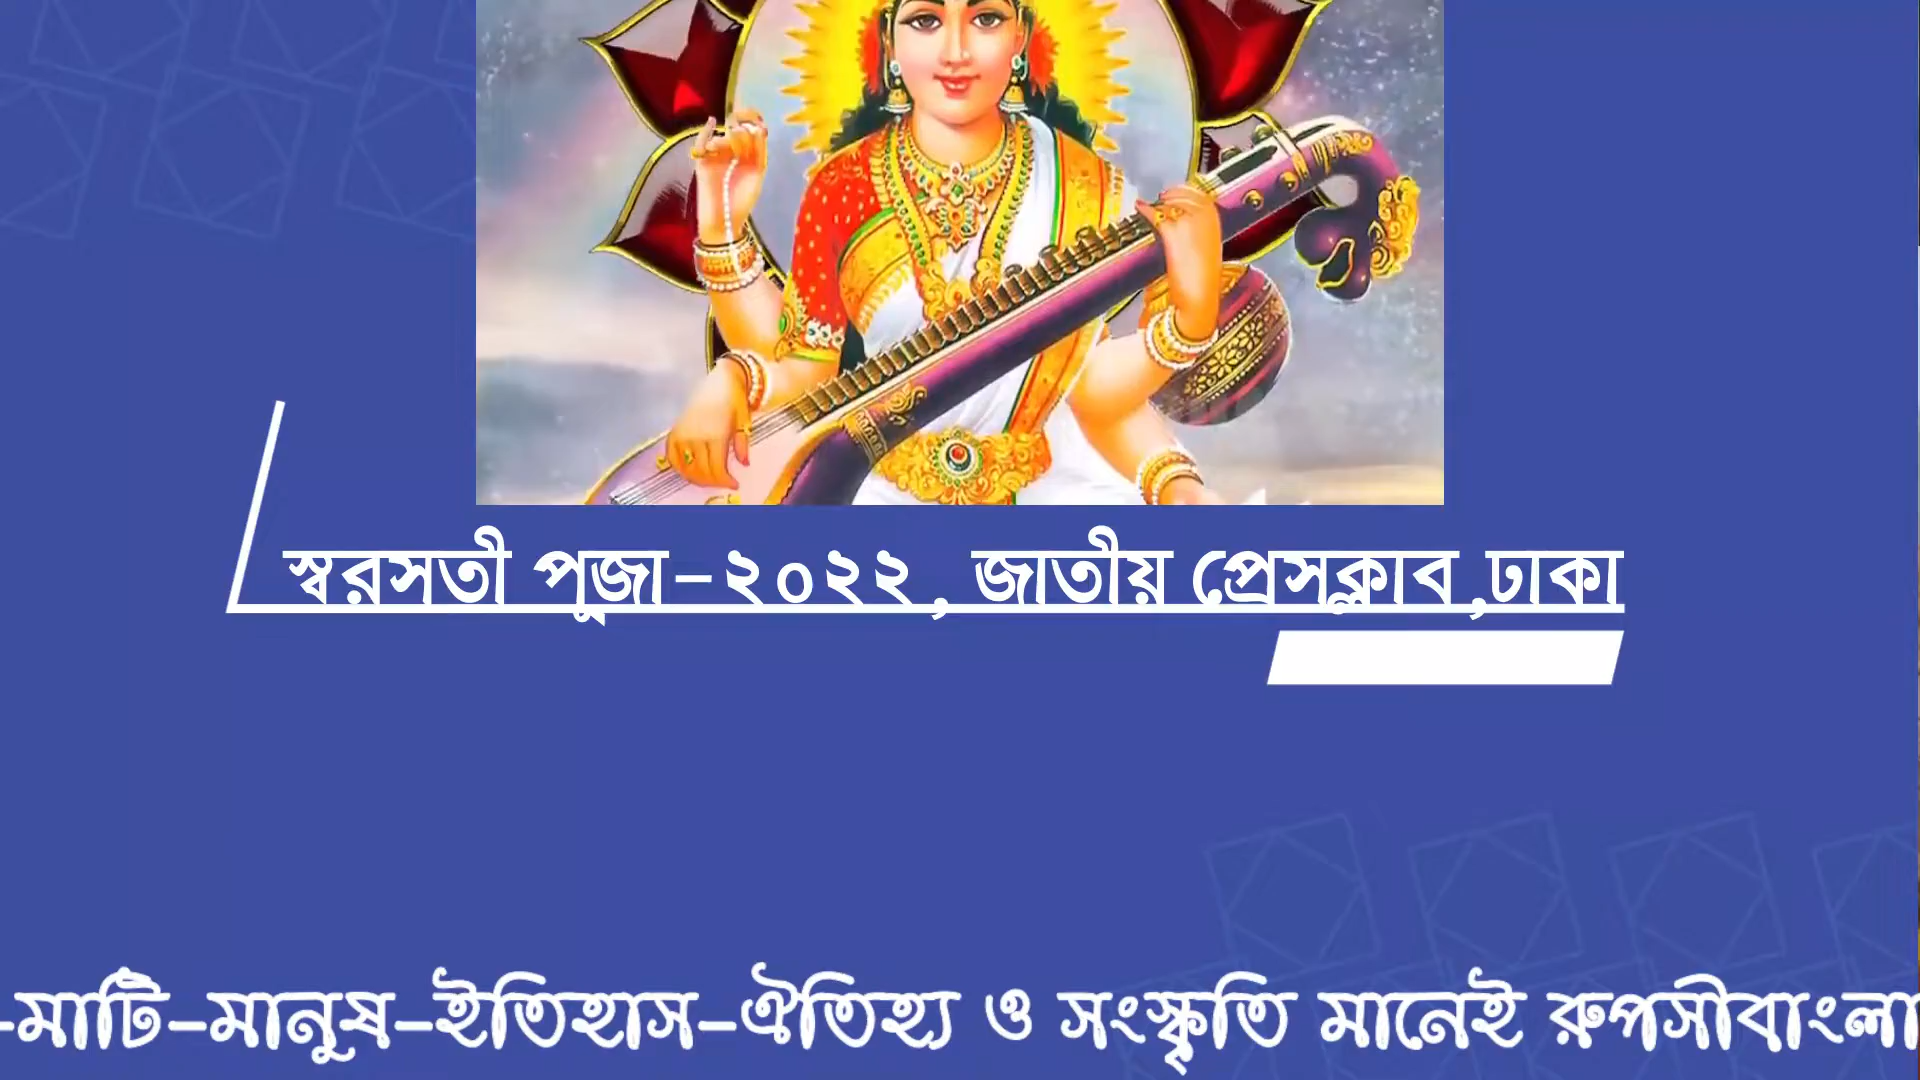 স্বরসতী পুজা-২০২২, জাতীয় প্রেসক্লাব ,ঢাকা
-মাটি-মানুষ-ইতিহাস-ঐতিহ্য ও সংস্কৃতি মানেই রুপসীবাংলা